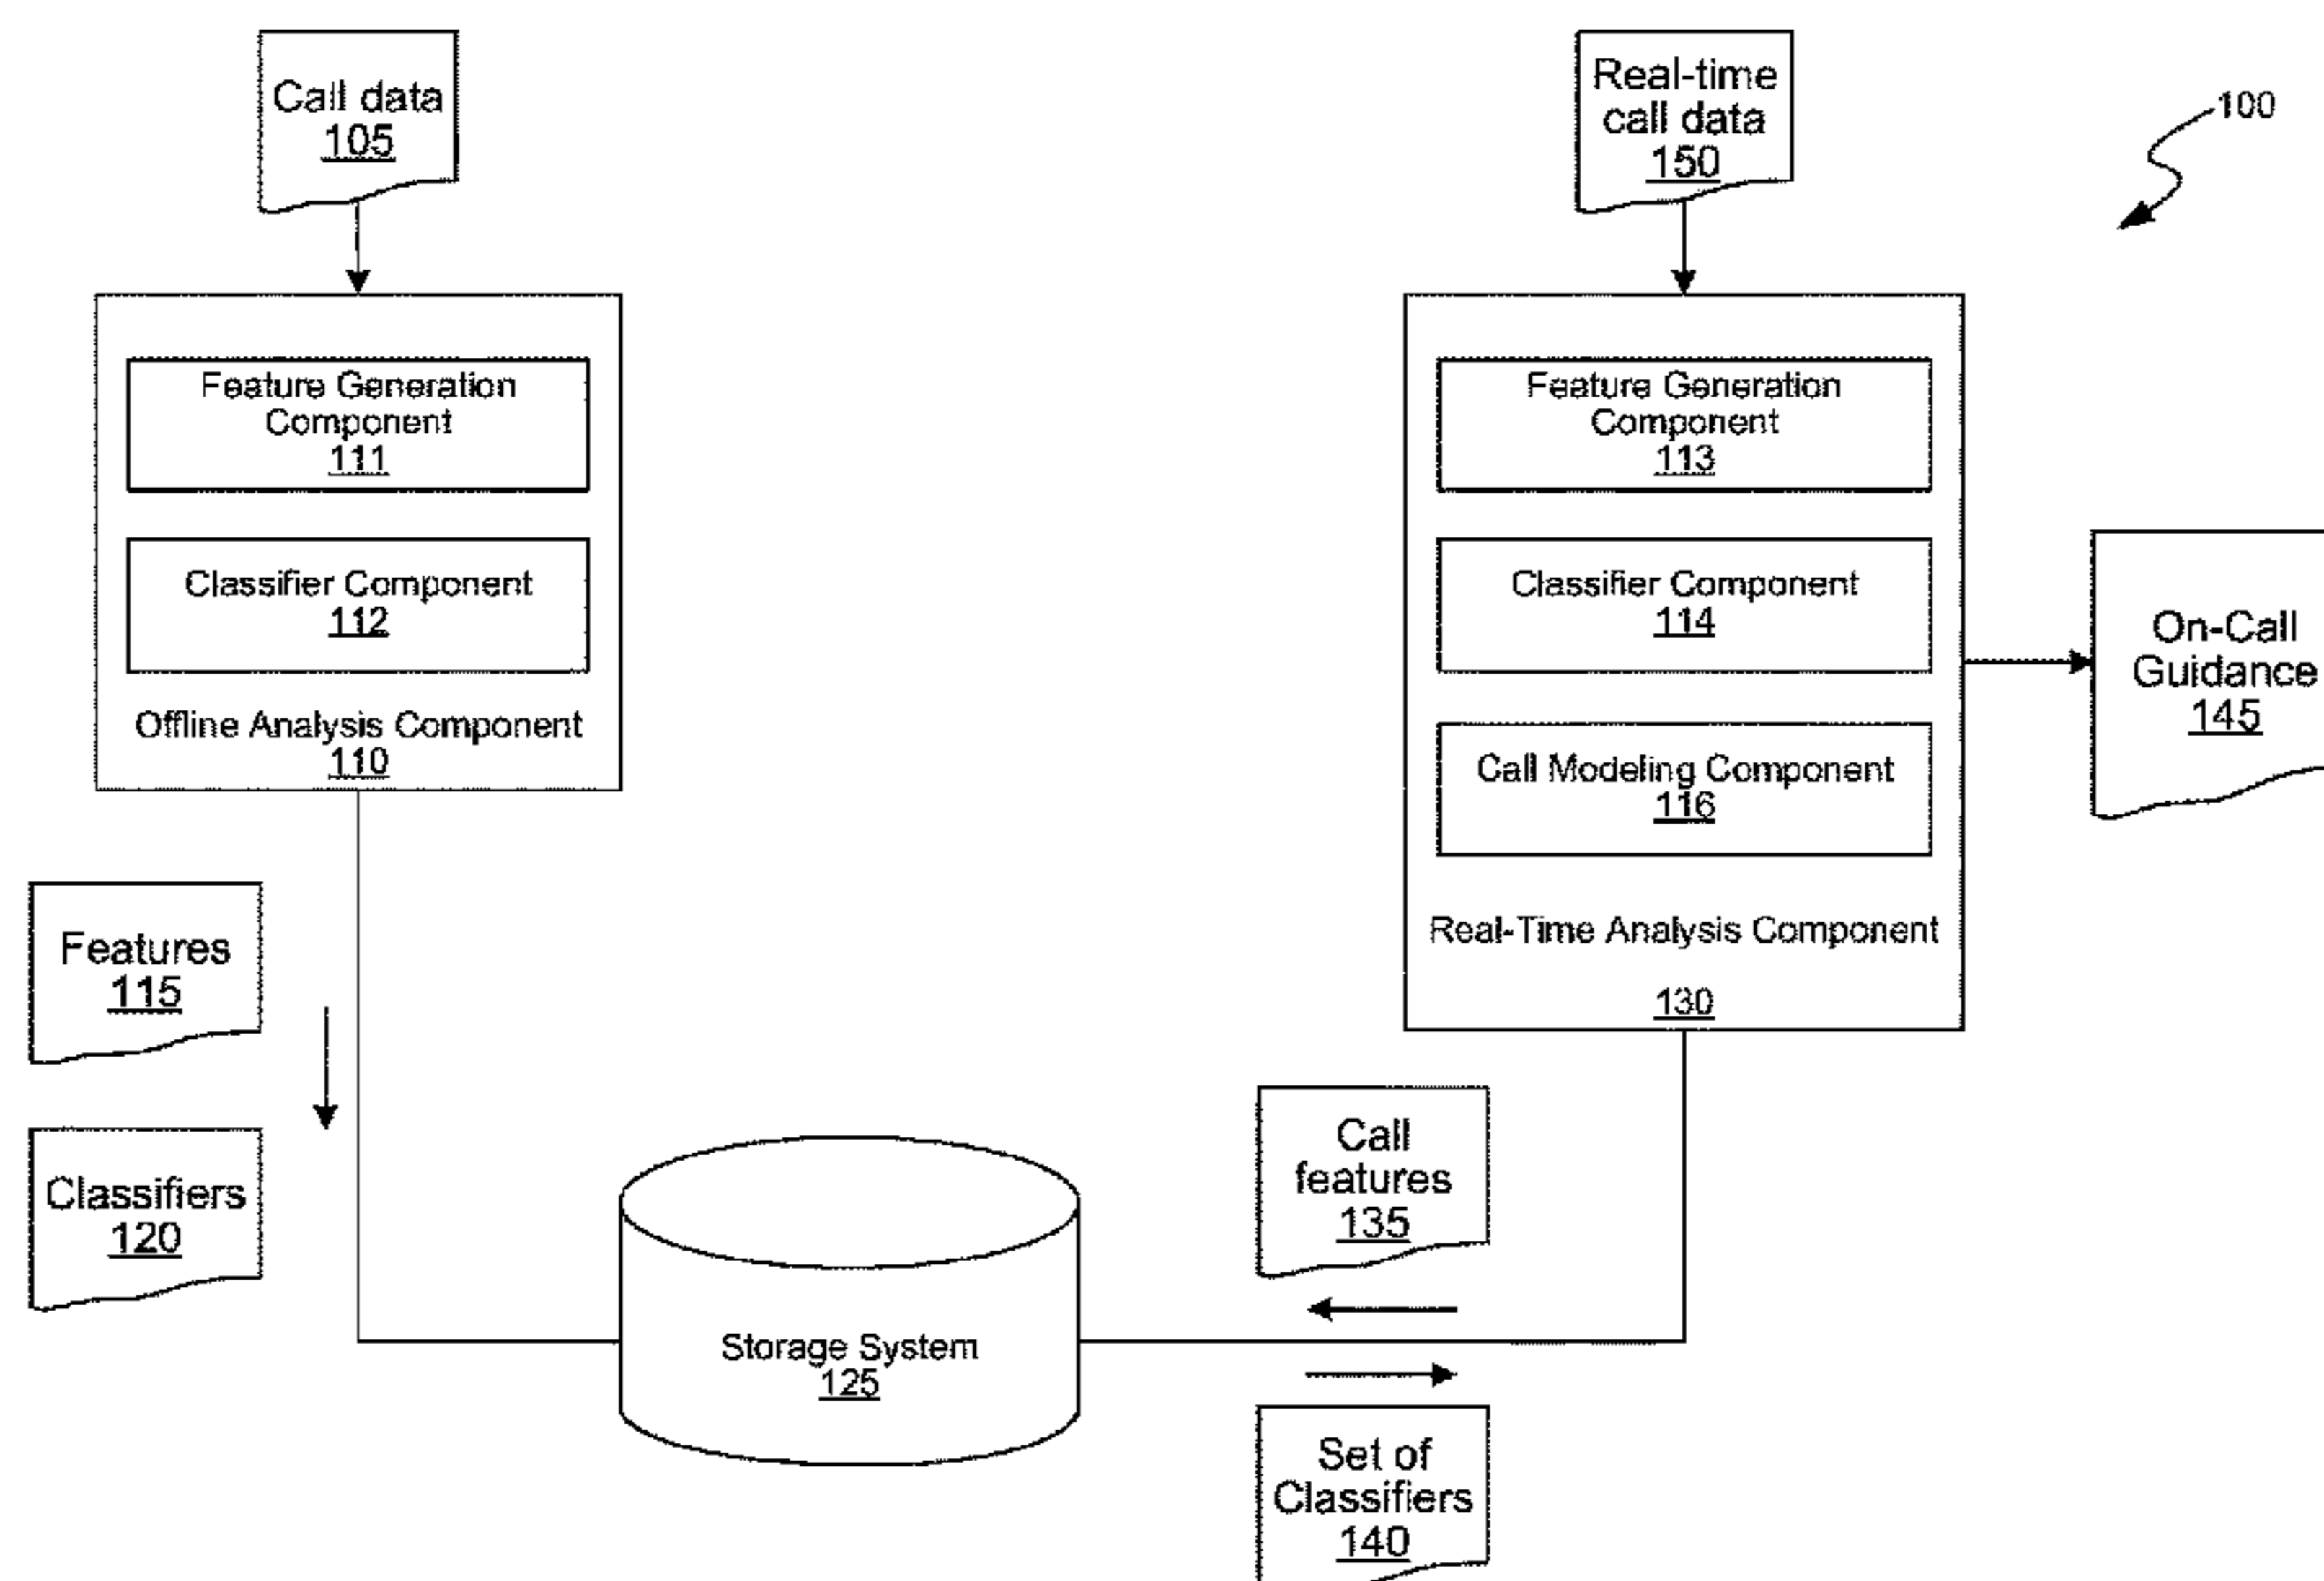 Call data
105
Real-time
call data
150
100
Feature Generation
Component
111
Classifier Component
112
Offline Analysis Component
110
Feature Generation
Component
113
Classifier Component
114
Call Modeling Component
116
Real-Time Analysis Component
130
On-Call
Guidance
145
Features
115
Classifiers
120
Storage System
125
Call
features
135
Set of
Classifiers
140